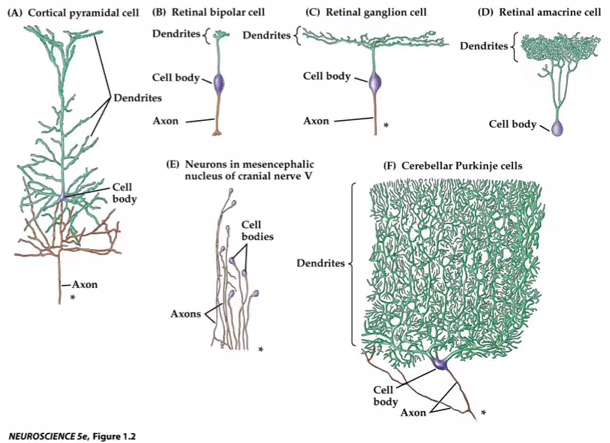 (A) Cortical pyramidal cell
Dendrites
Cell
body
Axon
*
(B) Retinal bipolar cell
Dendrites
Cell body
Axon
(C) Retinal ganglion cell
Dendrites
Cell body
Axon
*
(D) Retinal amacrine cell
Dendrites
Cell body
(E) Neurons in mesencephalic
nucleus of cranial nerve V
Cell
bodies
Axons
*
(F) Cerebellar Purkinje cells
Dendrites
Cell
body
Axon
*
NEUROSCIENCE 5e, Figure 1.2